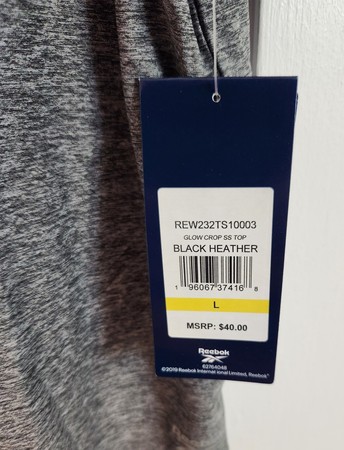 REW232TS10003
GLOW CROP SS TOP
BLACK HEATHER
1 96067 37416 8
L
MSRP: $40.00
Reebok
62764048
©2019 Reebok International Limited, Reebok®